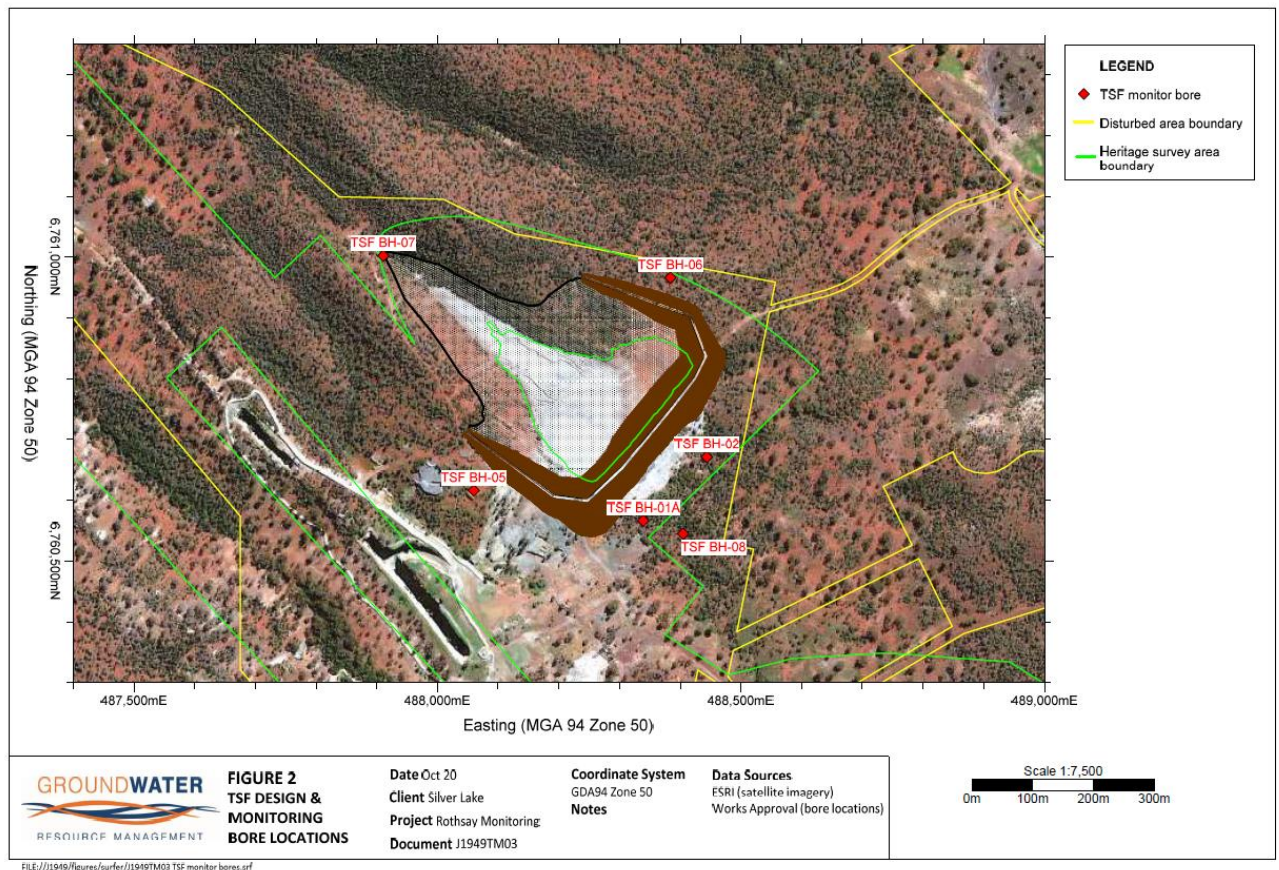 LEGEND
TSF monitor bore
Disturbed area boundary
Heritage survey area
boundary
TSF BH-07
TSF BH-06
TSF BH-02
TSF BH-05
TSF BH-01A
TSF BH-08
6,761,000mN
6,760,500mN
Northing (MGA 94 Zone 50)
487,500mE
488,000mE
488,500mE
489,000mE
Easting (MGA 94 Zone 50)
GROUNDWATER
RESOURCE MANAGEMENT
FIGURE 2
TSF DESIGN &
MONITORING
BORE LOCATIONS
Date Oct 20
Client Silver Lake
Project Rothsay Monitoring
Document J1949TM03
Coordinate System
GDA94 Zone 50
Notes
Data Sources
ESRI (satellite imagery)
Works Approval (bore locations)
Scale 1:7,500
0m 100m 200m 300m
FILE://J1949/figures/surfer/J1949TM03 TSF monitor bores.srf